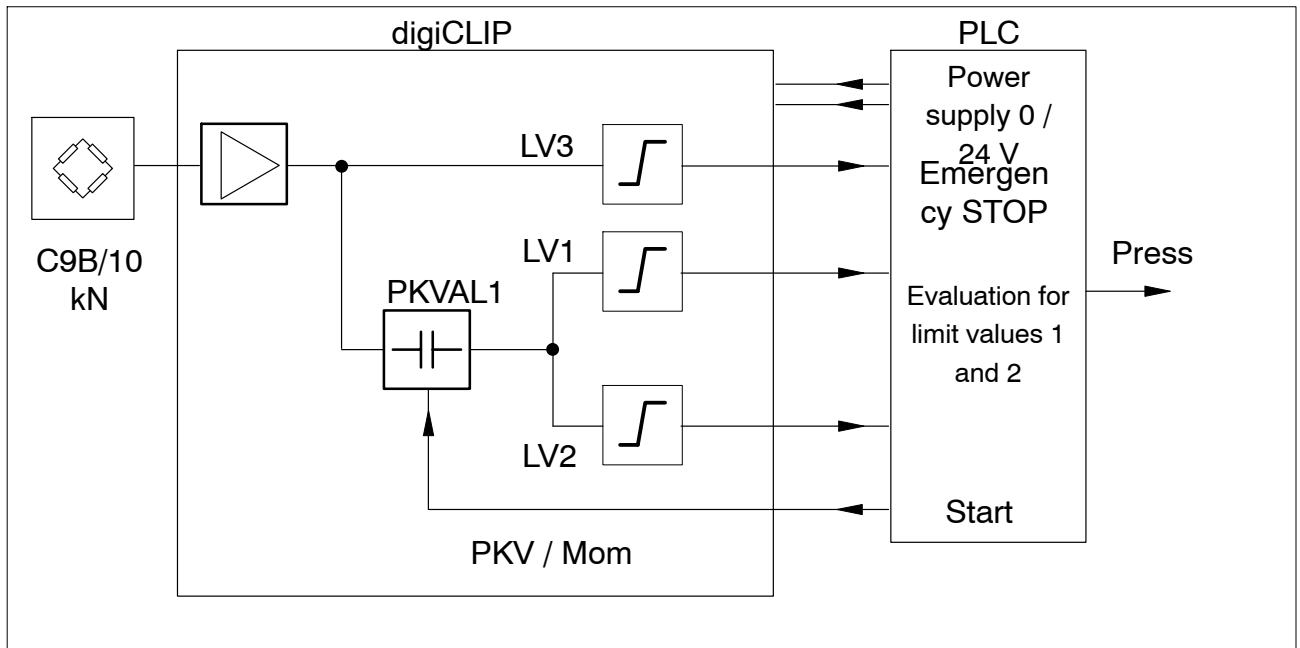 digiCLIP
PLC
Power
supply 0 /
24 V
Emergen
cy STOP
LV3
LV1
C9B/10
kN
PKVAL1
Press
Evaluation for
limit values 1
and 2
LV2
Start
PKV / Mom